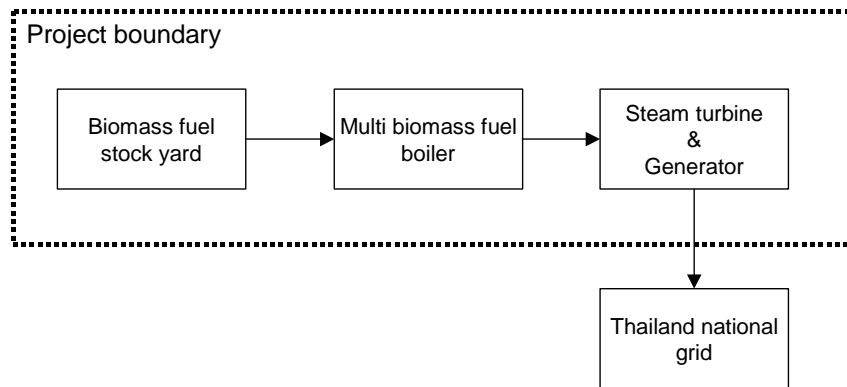 Project boundary
Biomass fuel
stock yard
Multi biomass fuel
boiler
Steam turbine
&
Generator
Thailand national
grid